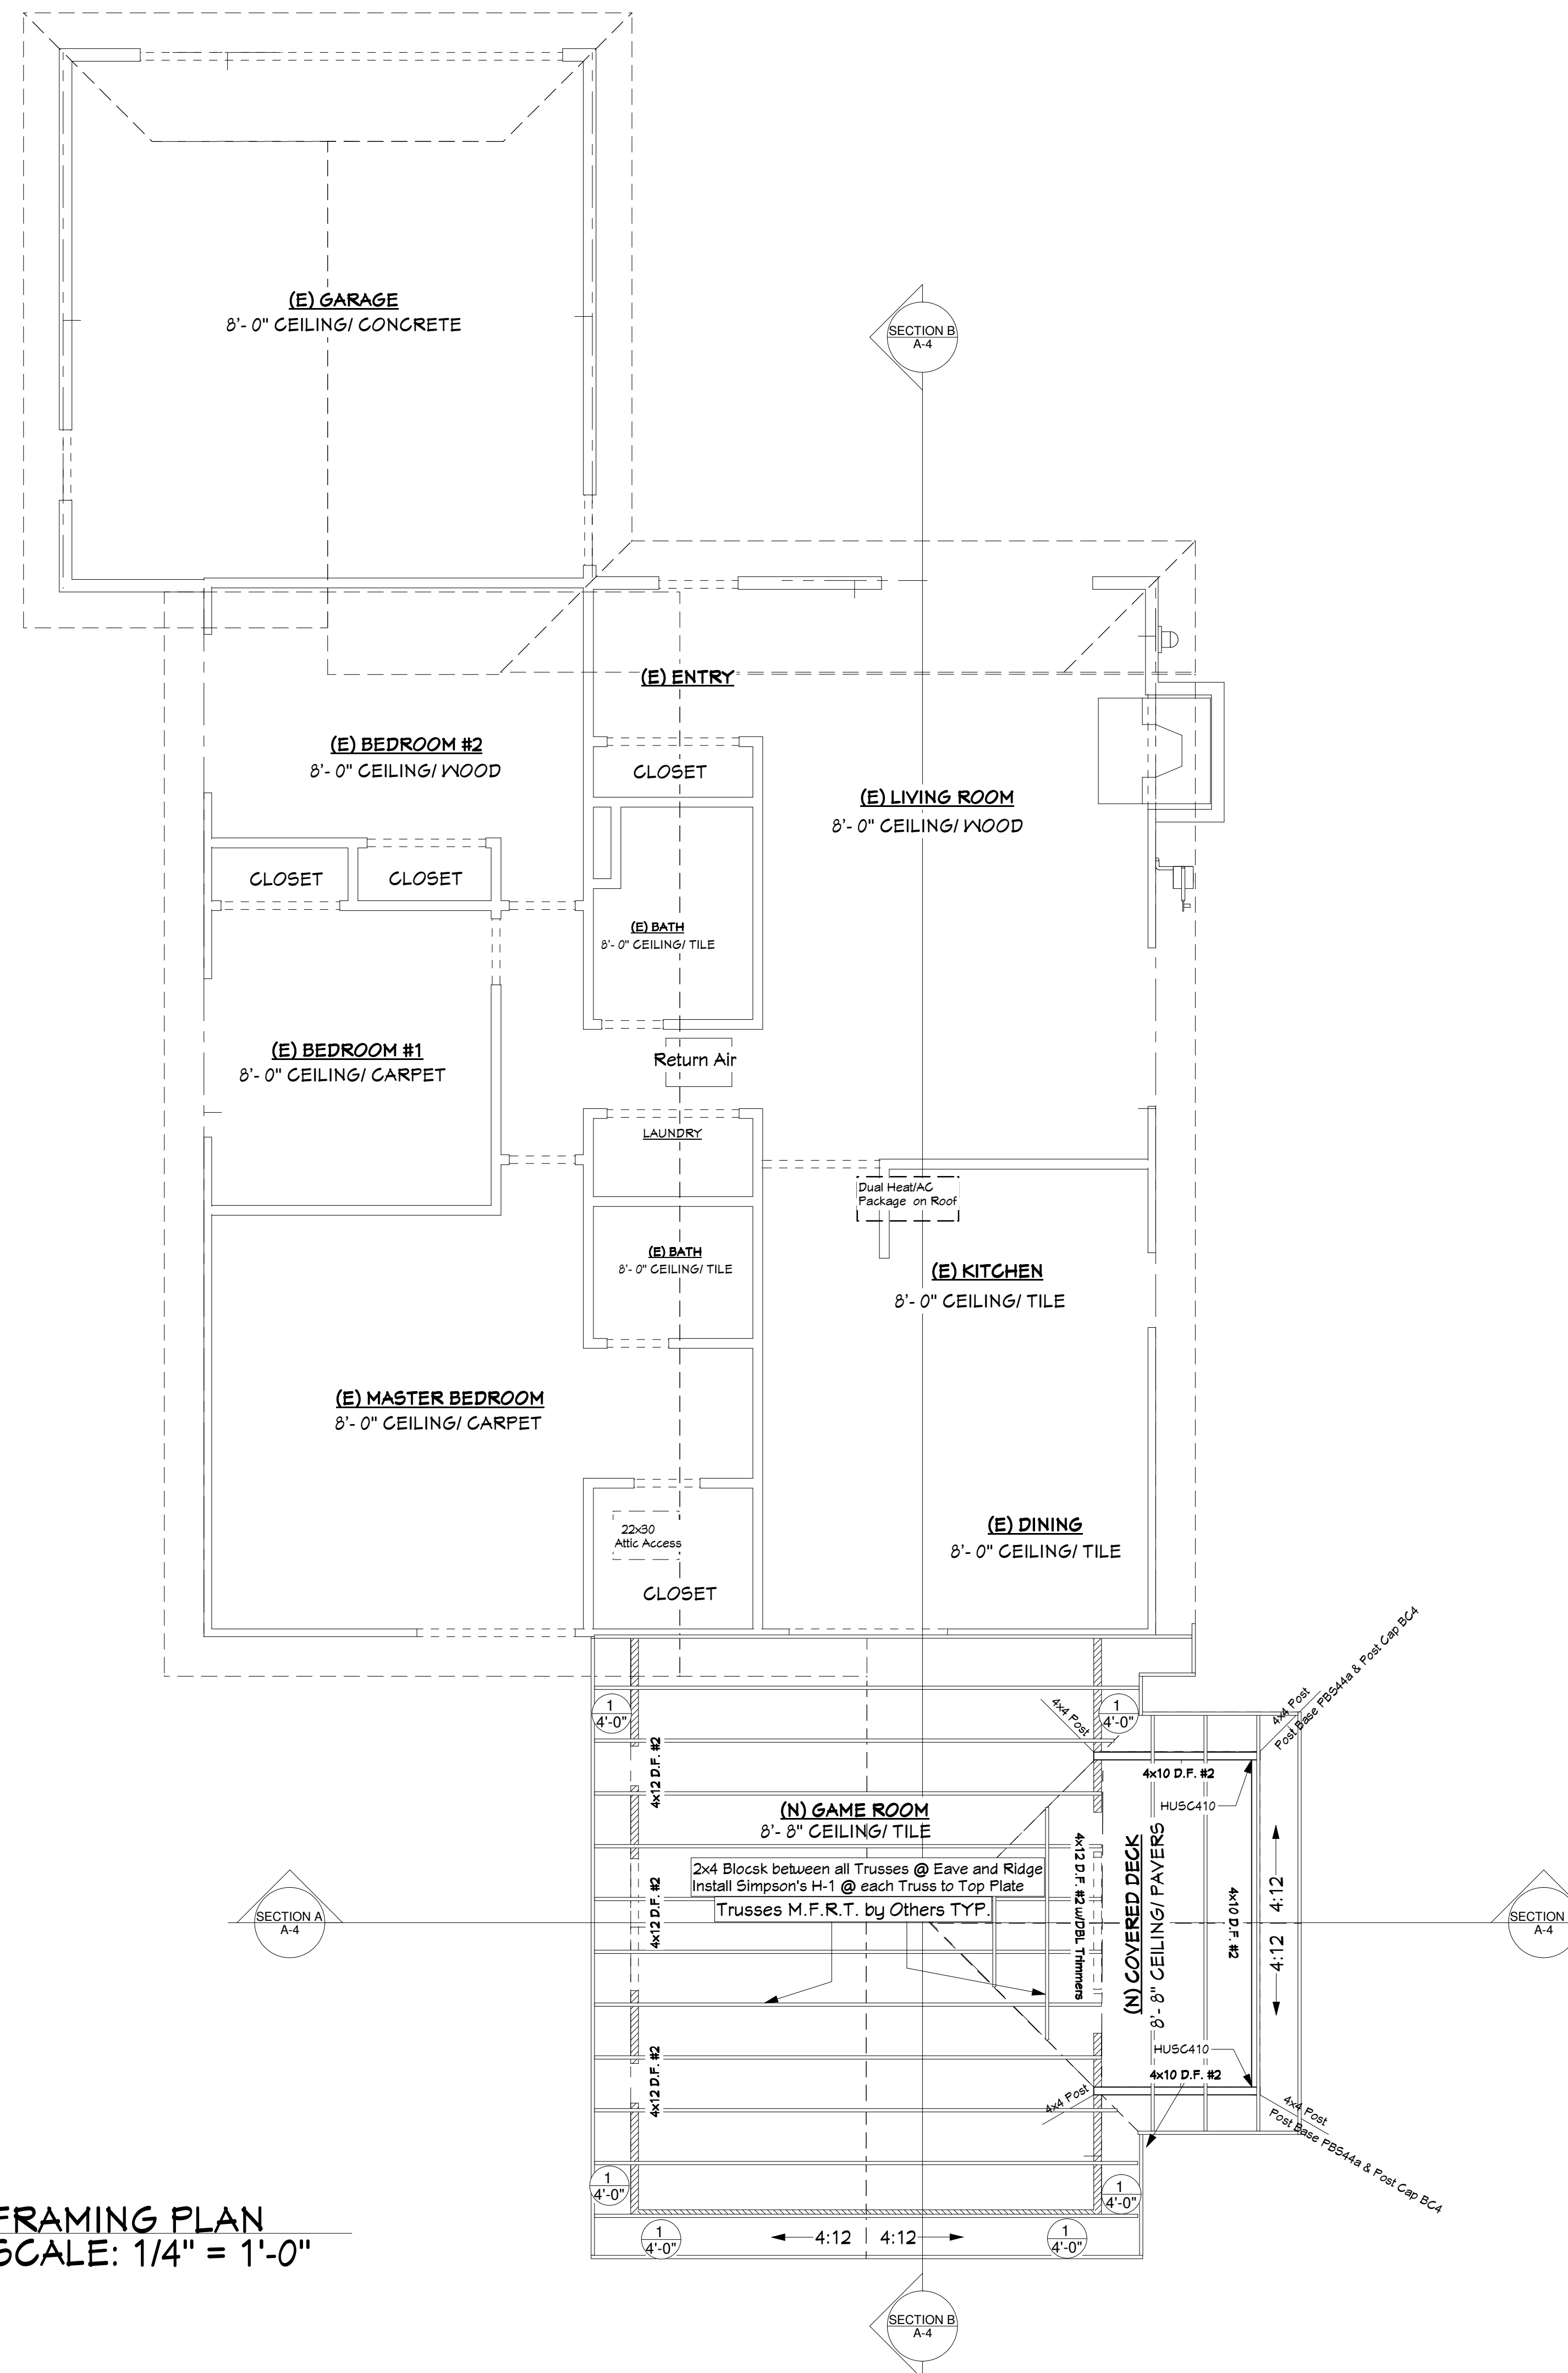 (E) GARAGE
8'- 0" CEILING/ CONCRETE
SECTION B
A-4
(E) ENTRY
(E) BEDROOM #2
8'- 0" CEILING/ WOOD
CLOSET
(E) LIVING ROOM
8'- 0" CEILING/ WOOD
CLOSET
CLOSET
(E) BATH
8'- 0" CEILING/ TILE
(E) BEDROOM #1
8'- 0" CEILING/ CARPET
Return Air
LAUNDRY
Dual Heat/AC
Package on Roof
(E) BATH
8'- 0" CEILING/ TILE
(E) KITCHEN
8'- 0" CEILING/ TILE
(E) MASTER BEDROOM
8'- 0" CEILING/ CARPET
22x30
Attic Access
(E) DINING
8'- 0" CEILING/ TILE
CLOSET
1
4'-0"
4x4 Post
1
4'-0"
4x4 Post
Post Base PBS44a & Post Cap BC4
4x12 D.F. #2
4x10 D.F. #2
HUSC410
(N) GAME ROOM
8'- 8" CEILING/ TILE
2x4 Blocsk between all Trusses @ Eave and Ridge
Install Simpson's H-1 @ each Truss to Top Plate
Trusses M.F.R.T. by Others TYP.
4x12 D.F. #2
4x12 D.F. #2 w/DBL Trimmers
(N) COVERED DECK
8'- 8" CEILING/ PAVERS
4x10 D.F. #2
4:12
4:12
SECTION A
A-4
SECTION
A-4
4x12 D.F. #2
HUSC410
4x10 D.F. #2
4x4 Post
4x4 Post
Post Base PBS44a & Post Cap BC4
1
4'-0"
1
4'-0"
1
4'-0"
4:12
4:12
1
4'-0"
FRAMING PLAN
SCALE: 1/4" = 1'-0"
SECTION B
A-4